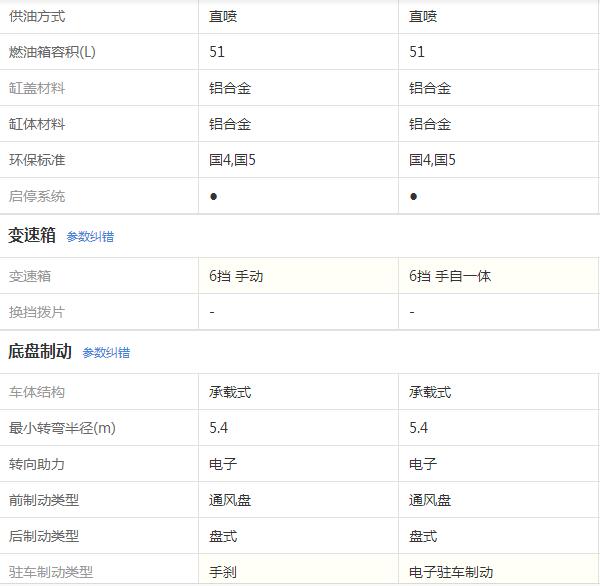 供油方式 直喷 直喷
燃油箱容积(L) 51 51
缸盖材料 铝合金 铝合金
缸体材料 铝合金 铝合金
环保标准 国4,国5 国4,国5
启停系统 ● ●
变速箱 参数纠错
变速箱 6挡 手动 6挡 手自一体
换挡拨片 - -
底盘制动 参数纠错
车体结构 承载式 承载式
最小转弯半径(m) 5.4 5.4
转向助力 电子 电子
前制动类型 通风盘 通风盘
后制动类型 盘式 盘式
驻车制动类型 手刹 电子驻车制动